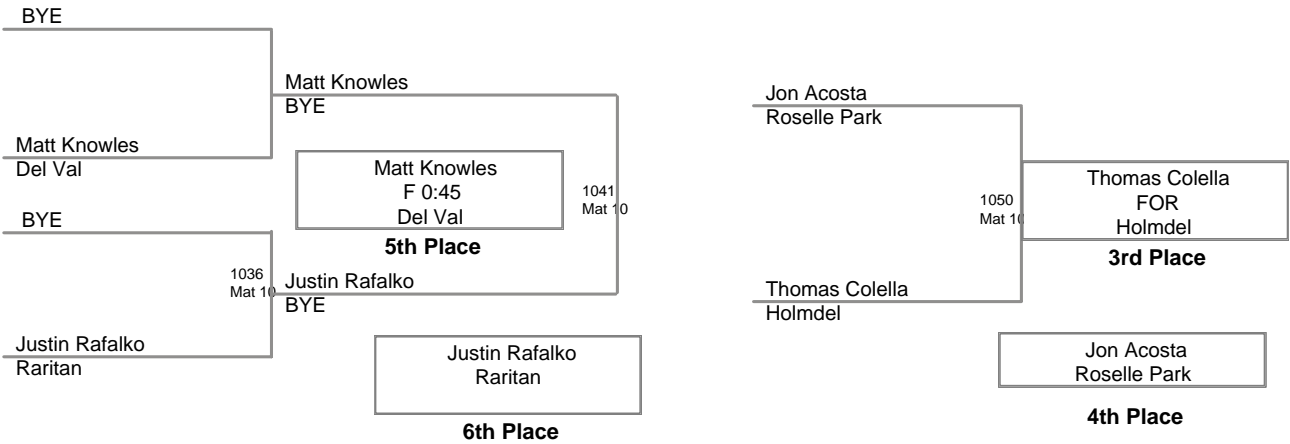 BYE
Matt Knowles
BYE
Matt Knowles
Del Val
Matt Knowles
F 0:45
Del Val
5th Place
1041
Mat 10
BYE
1036
Mat 10
Justin Rafalko
BYE
Justin Rafalko
Raritan
Justin Rafalko
Raritan
6th Place
Jon Acosta
Roselle Park
1050
Mat 10
Thomas Colella
FOR
Holmdel
3rd Place
Thomas Colella
Holmdel
Jon Acosta
Roselle Park
4th Place